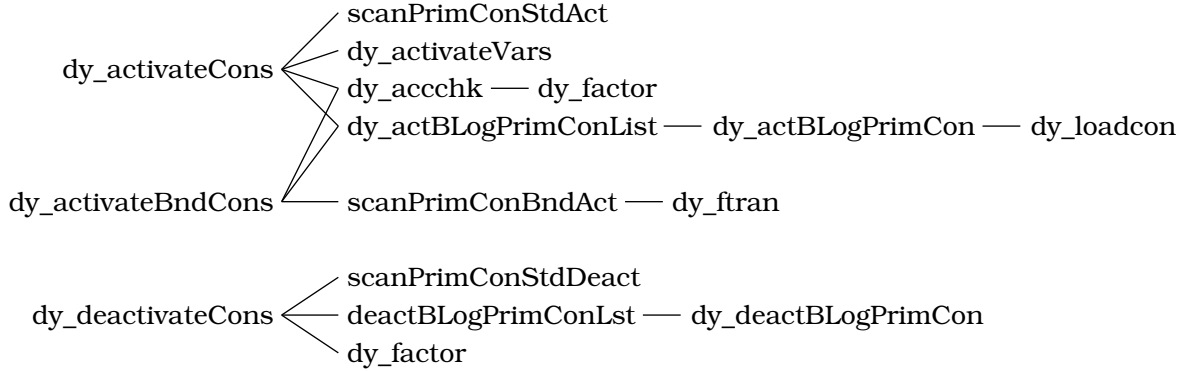 scanPrimConStdAct
dy_activateVars
dy_activateCons
dy_accchk dy_factor
dy_actBLogPrimConList dy_actBLogPrimCon dy_loadcon
dy_activateBndCons scanPrimConBndAct dy_ftran
scanPrimConStdDeact
dy_deactivateCons deactBLogPrimConLst dy_deactBLogPrimCon
dy_factor